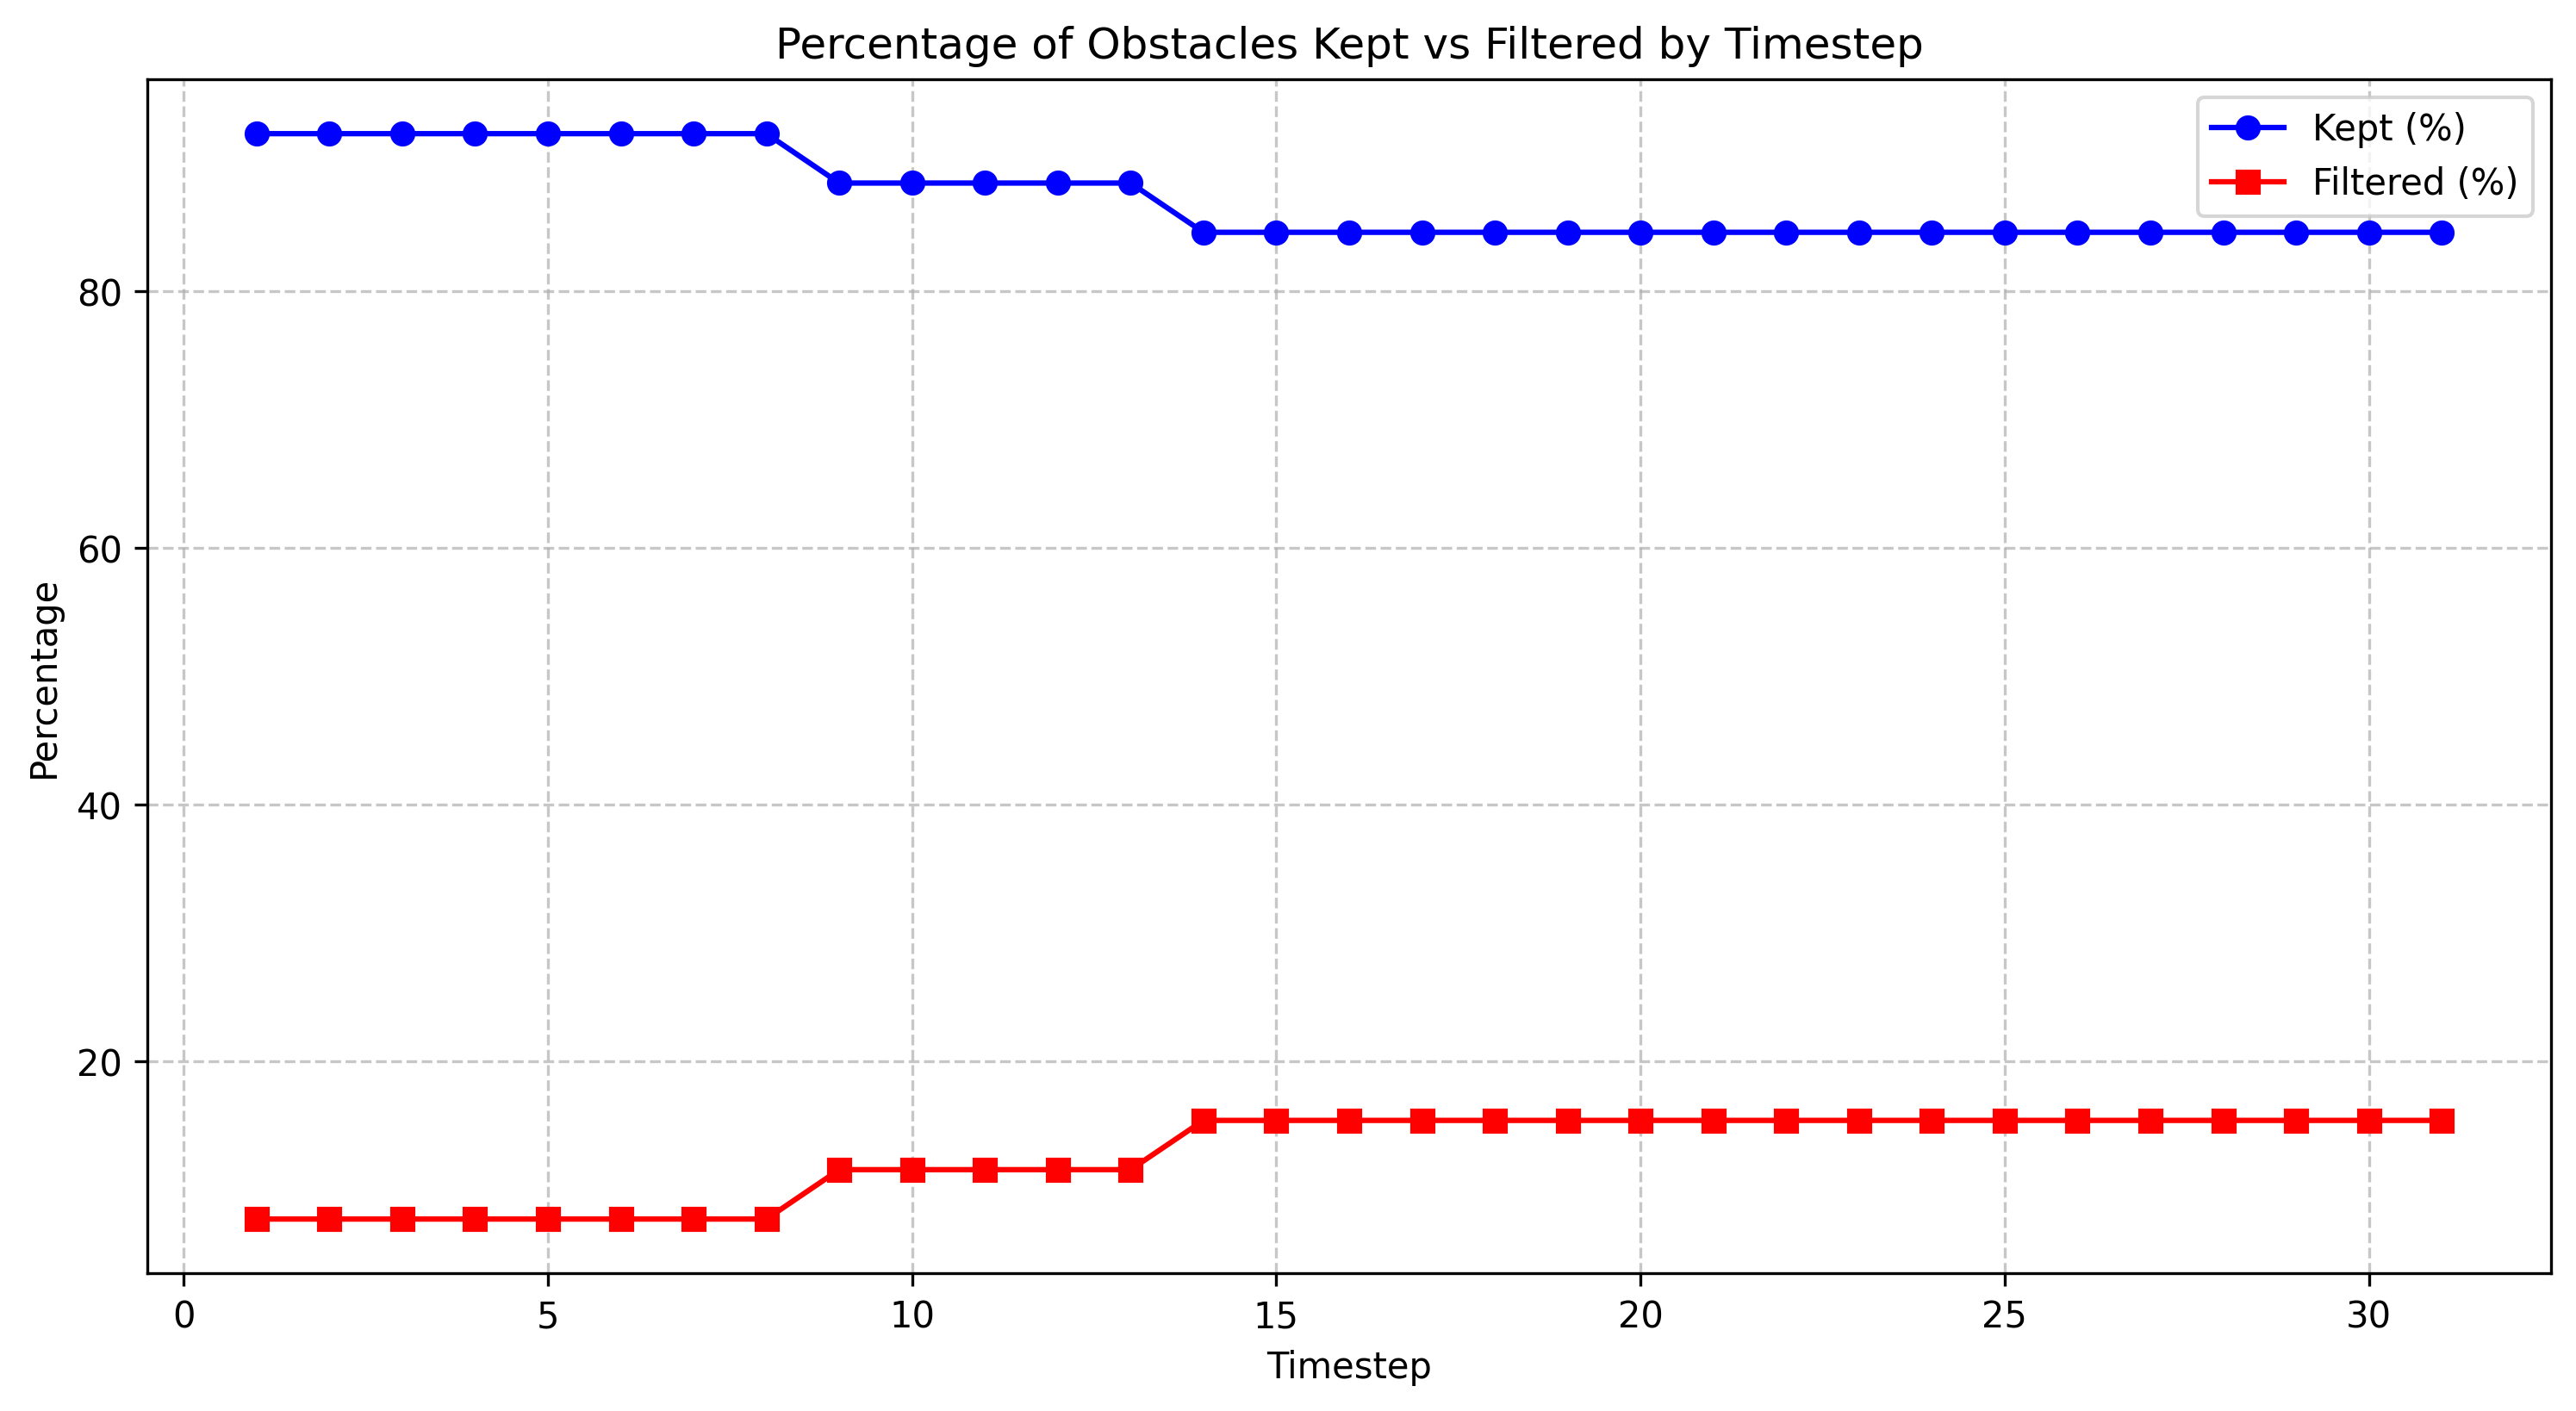 Percentage of Obstacles Kept vs Filtered by Timestep
Kept (%)
Filtered (%)
Percentage
80
60
40
20
0 5 10 15 20 25 30
Timestep